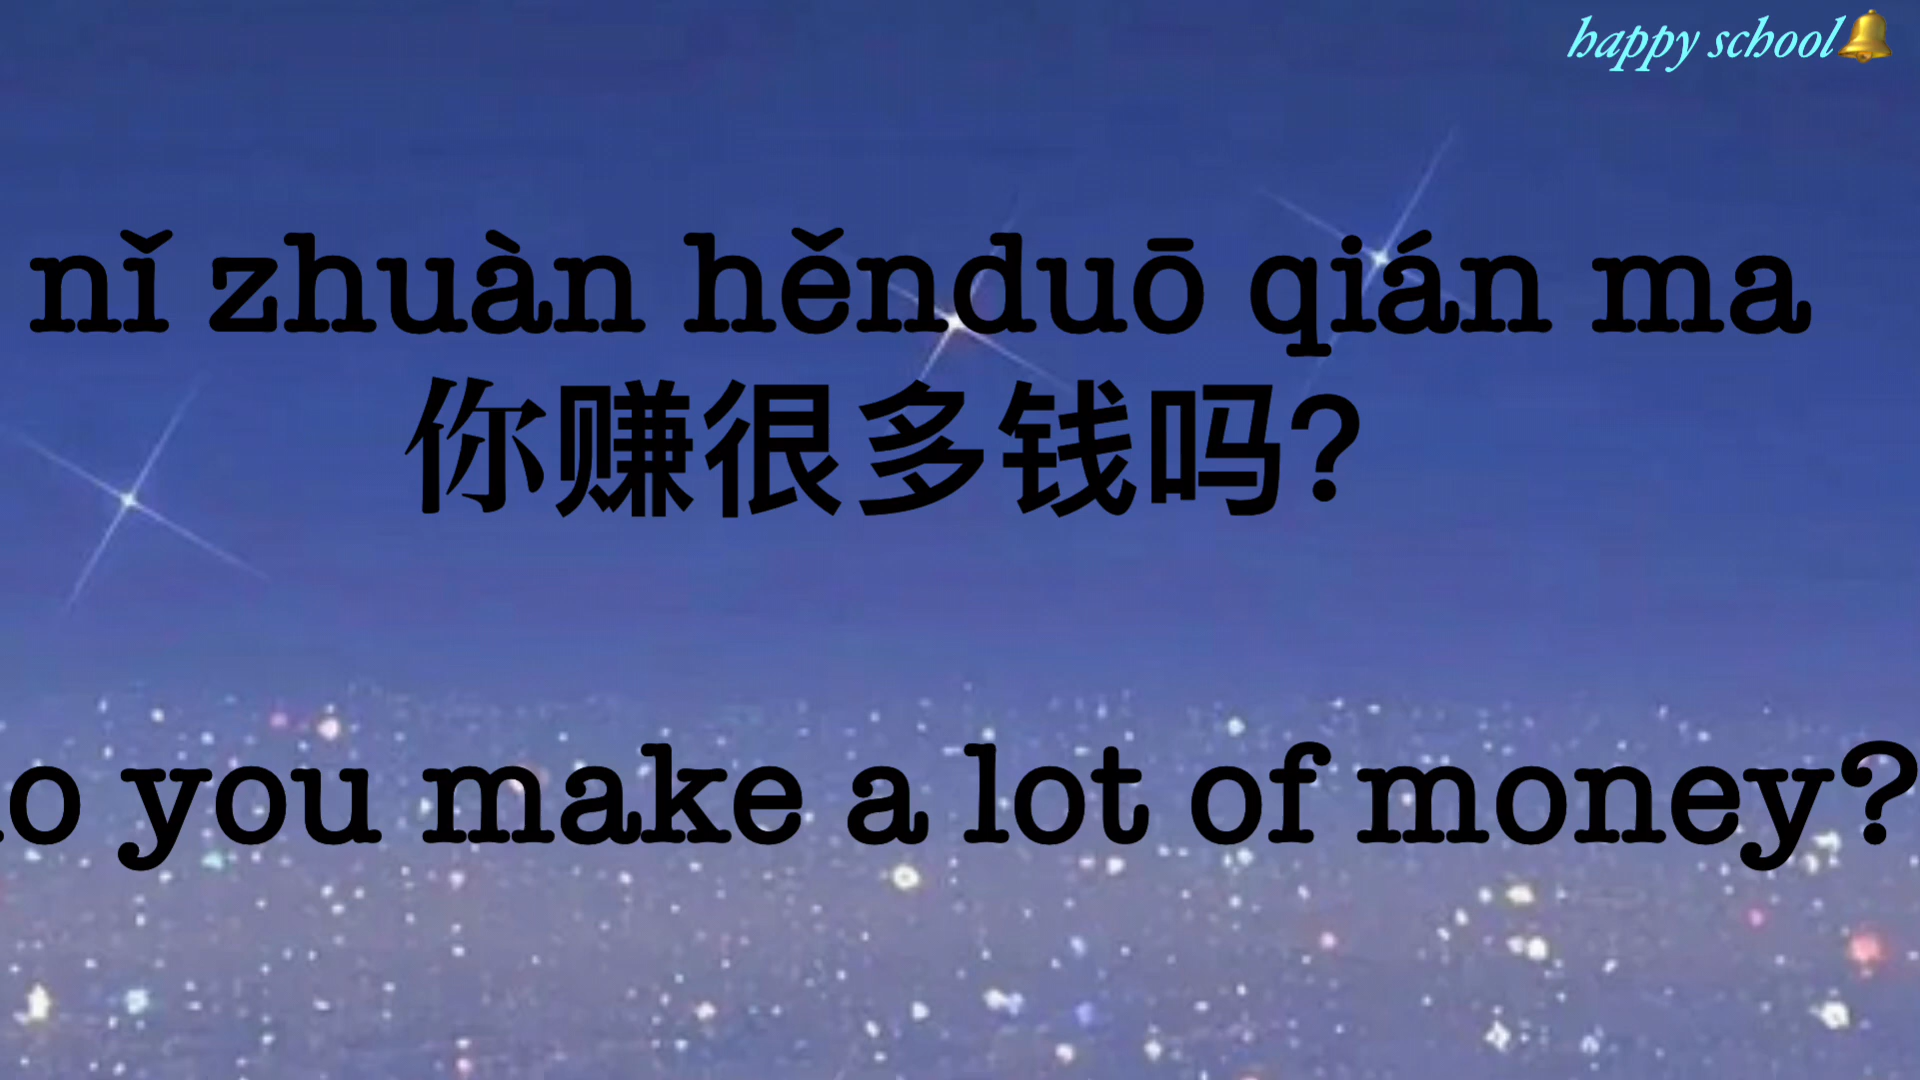 happy school🔔
nǐ zhuàn hěnduō qián ma
你赚很多钱吗?
o you make a lot of money?